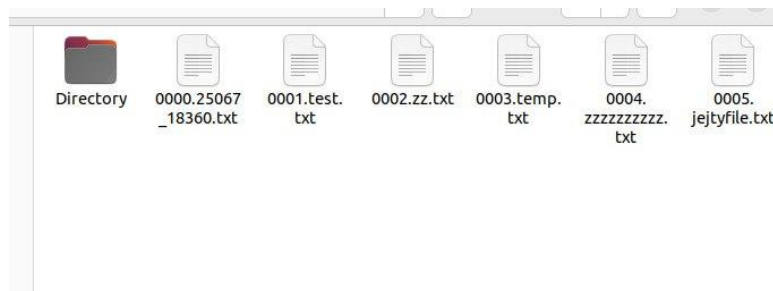 Directory
0000.25067
_18360.txt
0001.test.
txt
0002.zz.txt
0003.temp.
txt
0004.
zzzzzzzzzz.
txt
0005.
jejtyfile.txt